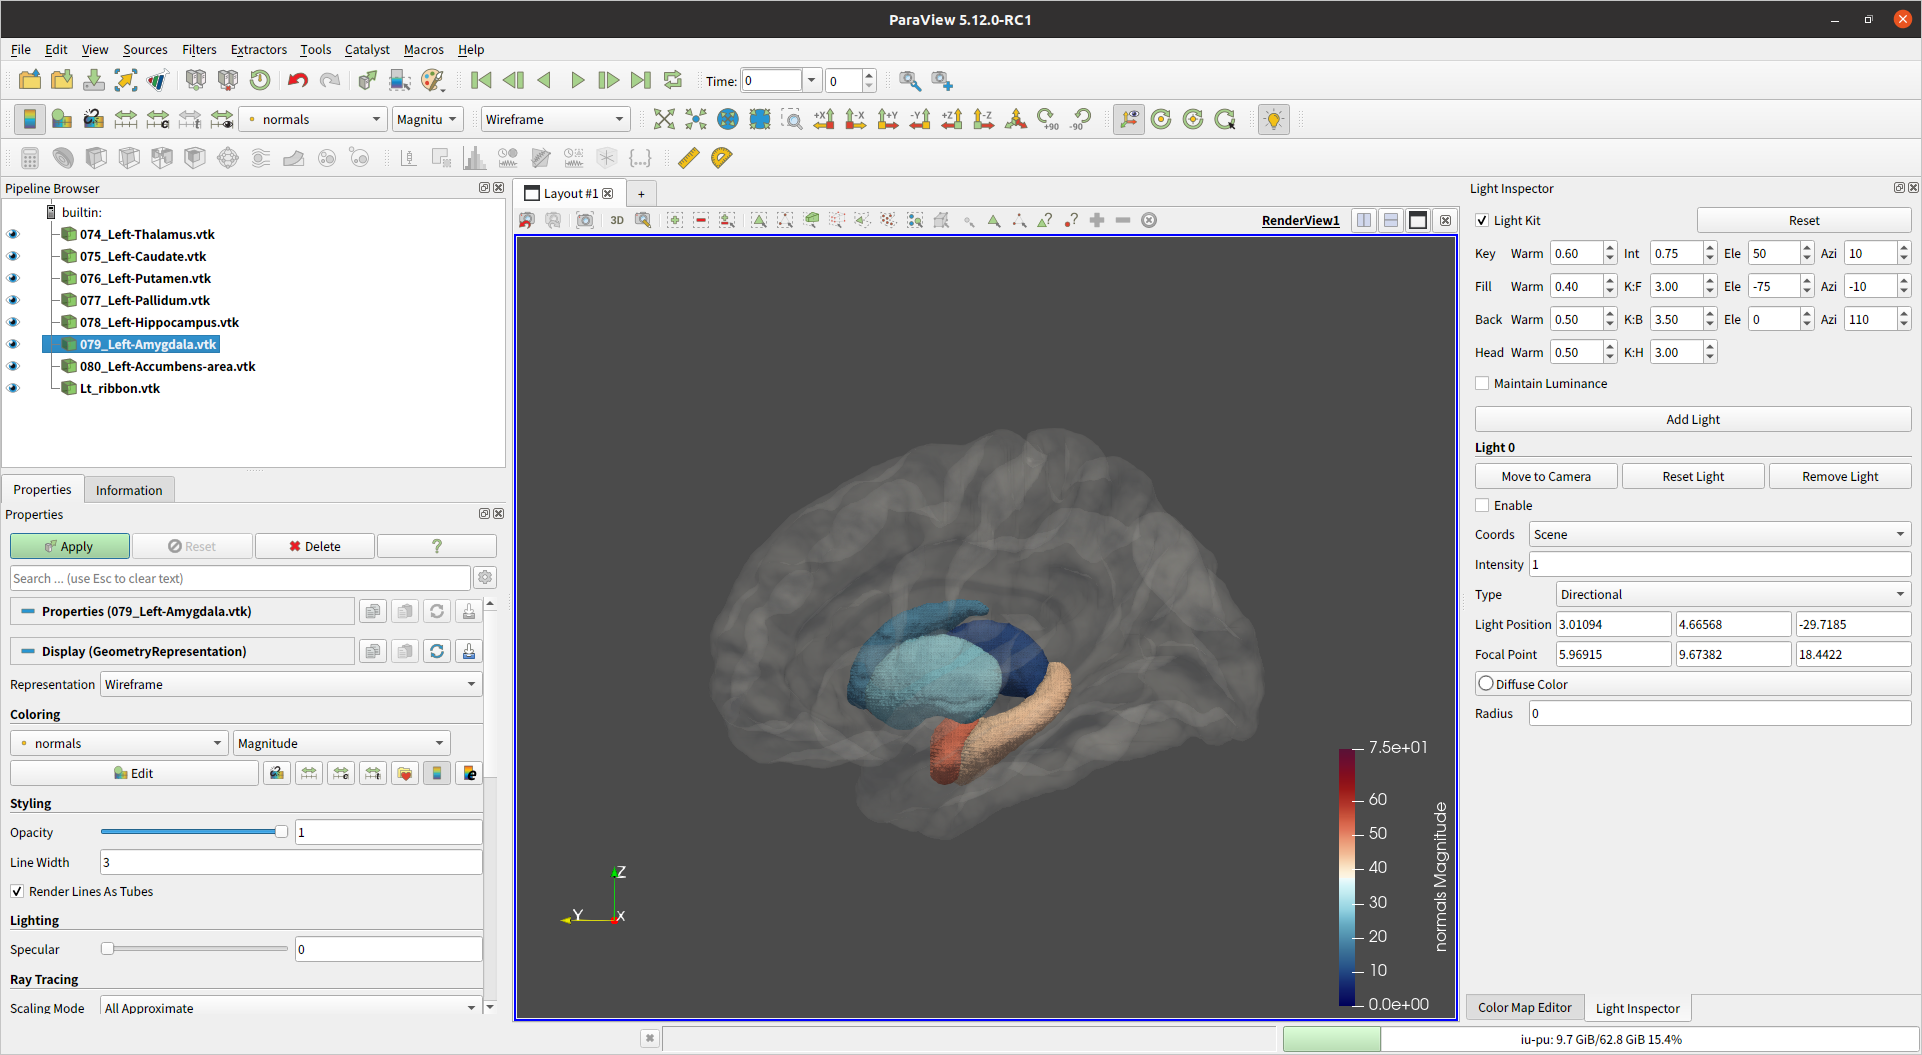 ParaView 5.12.0-RC1
File Edit View Sources Filters Extractors Tools Catalyst Macros Help
Time: 0 0
normals Magnitu Wireframe +X -X +Y -Y +Z -Z +90 -90
Pipeline Browser
builtin:
074_Left-Thalamus.vtk
075_Left-Caudate.vtk
076_Left-Putamen.vtk
077_Left-Pallidum.vtk
078_Left-Hippocampus.vtk
079_Left-Amygdala.vtk
080_Left-Accumbens-area.vtk
Lt_ribbon.vtk
Properties Information
Properties
Apply Reset Delete ?
Search ... (use Esc to clear text)
Properties (079_Left-Amygdala.vtk)
Display (GeometryRepresentation)
Representation Wireframe
Coloring
normals Magnitude
Edit
Styling
Opacity 1
Line Width 3
Render Lines As Tubes
Lighting
Specular 0
Ray Tracing
Scaling Mode All Approximate
Layout #1 +
3D RenderView1
Z
Y X
7.5e+01
60
50
40
30
20
10
0.0e+00
normals Magnitude
Light Inspector
Light Kit Reset
Key Warm 0.60 Int 0.75 Ele 50 Azi 10
Fill Warm 0.40 K:F 3.00 Ele -75 Azi -10
Back Warm 0.50 K:B 3.50 Ele 0 Azi 110
Head Warm 0.50 K:H 3.00
Maintain Luminance
Add Light
Light 0
Move to Camera Reset Light Remove Light
Enable
Coords Scene
Intensity 1
Type Directional
Light Position 3.01094 4.66568 -29.7185
Focal Point 5.96915 9.67382 18.4422
Diffuse Color
Radius 0
Color Map Editor Light Inspector
iu-pu: 9.7 GiB/62.8 GiB 15.4%